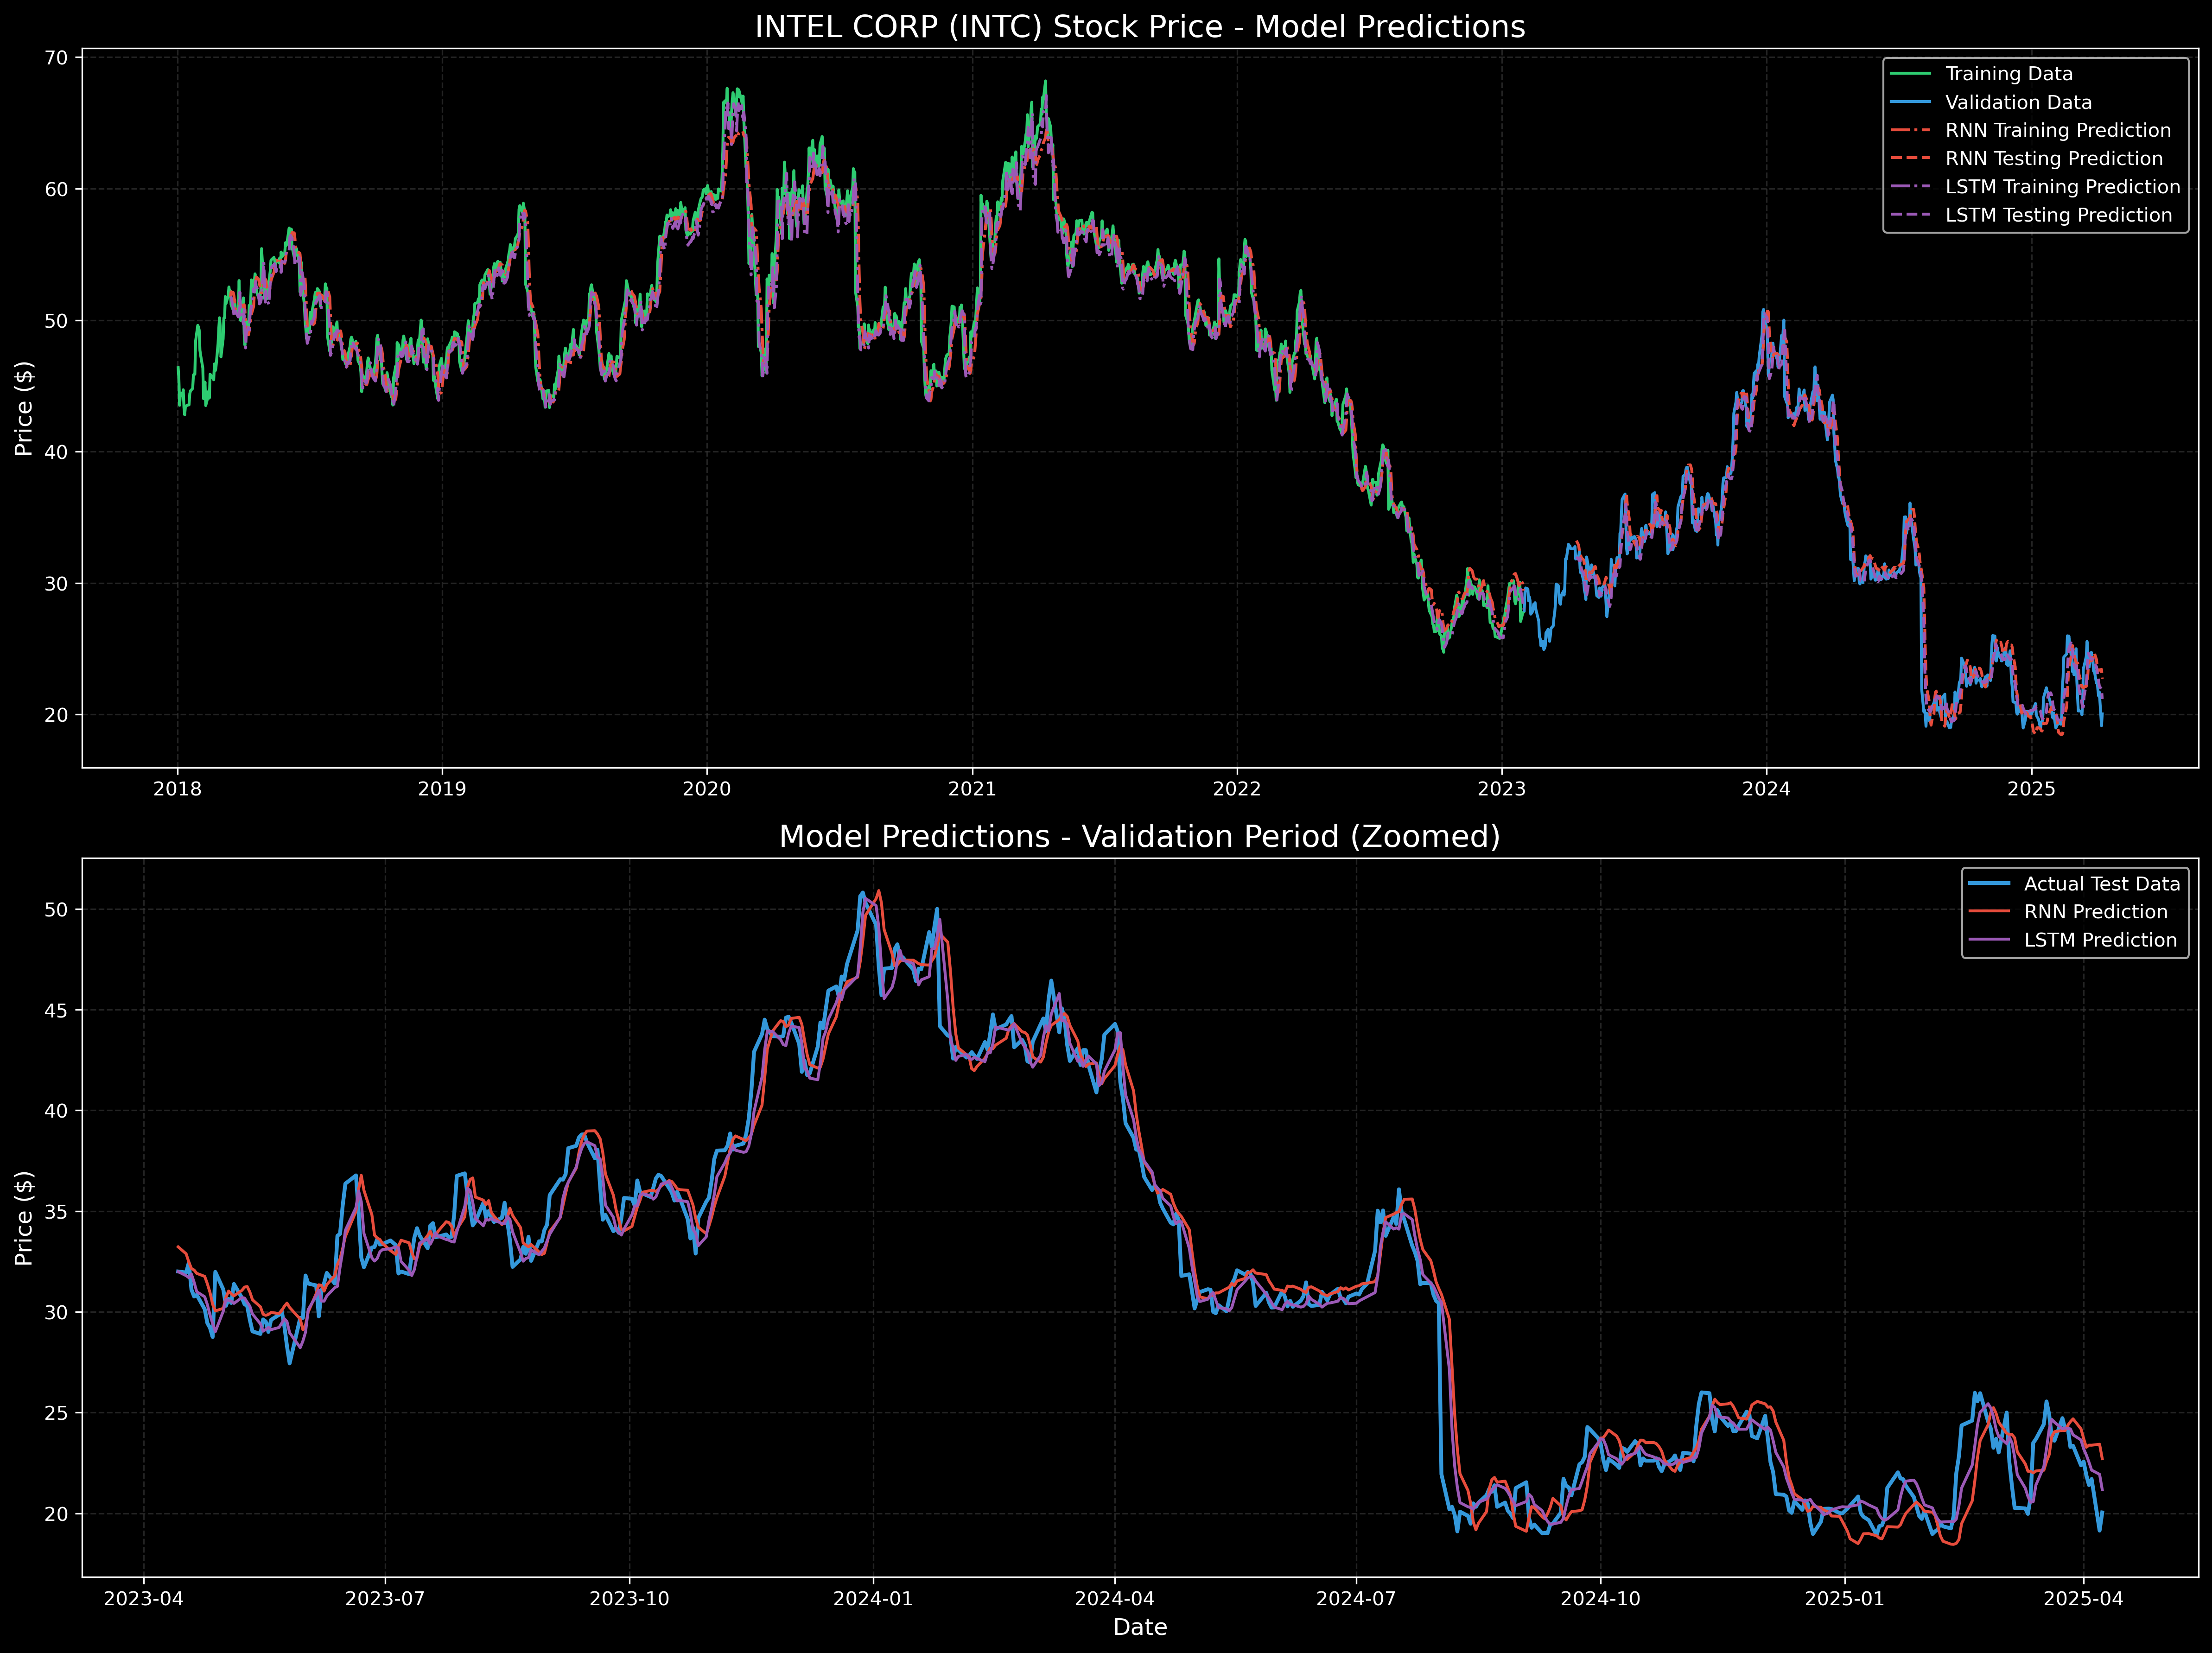 INTEL CORP (INTC) Stock Price - Model Predictions
Price ($)
70
60
50
40
30
20
2018 2019 2020 2021 2022 2023 2024 2025
Training Data
Validation Data
RNN Training Prediction
RNN Testing Prediction
LSTM Training Prediction
LSTM Testing Prediction
Model Predictions - Validation Period (Zoomed)
Price ($)
50
45
40
35
30
25
20
2023-04 2023-07 2023-10 2024-01 2024-04 2024-07 2024-10 2025-01 2025-04
Date
Actual Test Data
RNN Prediction
LSTM Prediction